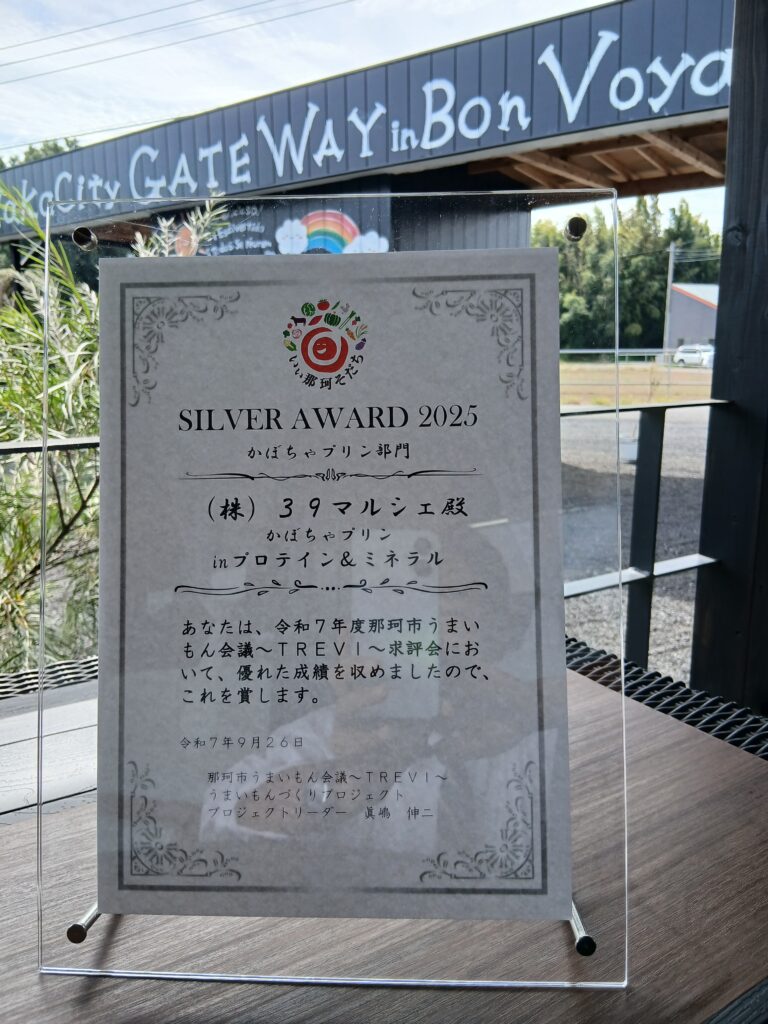 CITY GATE WAY in Bon Voya
いい那珂そだち
SILVER AWARD 2025
かぼちゃプリン部門
（株）３９マルシェ殿
かぼちゃプリン
inプロテイン＆ミネラル
あなたは、令和７年度那珂市うまい
もん会議～ＴＲＥＶＩ～求評会にお
いて、優れた成績を収めましたので、
これを賞します。
令和７年９月２６日
那珂市うまいもん会議～ＴＲＥＶＩ～
うまいもんづくりプロジェクト
プロジェクトリーダー　眞嶋　伸二